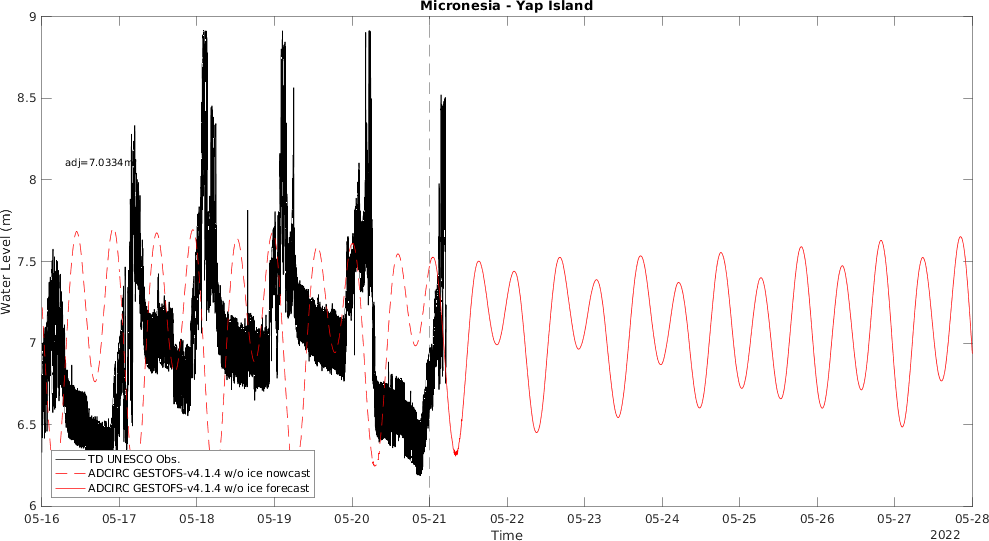 Micronesia - Yap Island
9
8.5
8
7.5
7
6.5
6
Water Level (m)
adj=7.0334m
TD UNESCO Obs.
ADCIRC GESTOFS-v4.1.4 w/o ice nowcast
ADCIRC GESTOFS-v4.1.4 w/o ice forecast
05-16 05-17 05-18 05-19 05-20 05-21 05-22 05-23 05-24 05-25 05-26 05-27 05-28
Time
2022